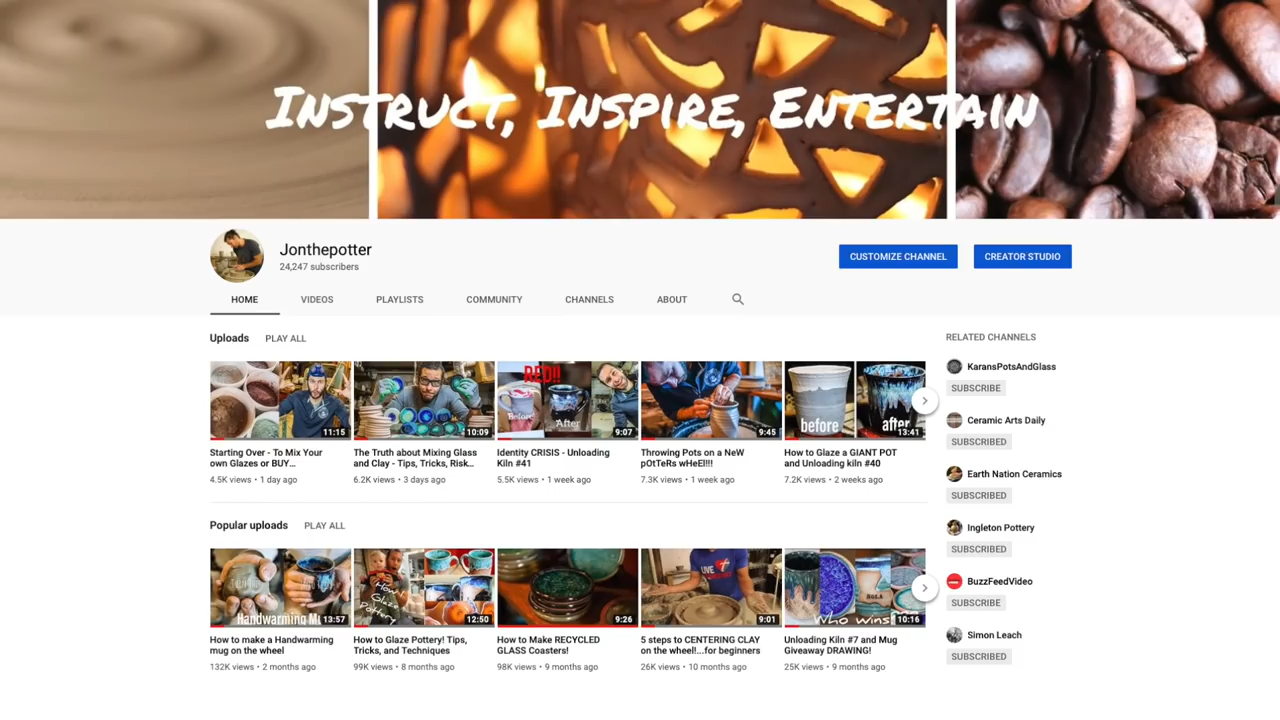 INSTRUCT, INSPIRE, ENTERTAIN
Jonthepotter
24,247 subscribers
CUSTOMIZE CHANNEL
CREATOR STUDIO
HOME
VIDEOS
PLAYLISTS
COMMUNITY
CHANNELS
ABOUT
Uploads PLAY ALL
11:15
Starting Over - To Mix Your
own Glazes or BUY...
4.5K views • 1 day ago
10:09
The Truth about Mixing Glass
and Clay - Tips, Tricks, Risk...
6.2K views • 3 days ago
RED!!
Before
After
9:07
Identity CRISIS - Unloading
Kiln #41
5.5K views • 1 week ago
9:45
Throwing Pots on a NeW
pOtTeRs wHeEl!!!
7.3K views • 1 week ago
before
after
13:41
How to Glaze a GIANT POT
and Unloading kiln #40
7.2K views • 2 weeks ago
Popular uploads PLAY ALL
Handwarming
13:57
How to make a Handwarming
mug on the wheel
132K views • 2 months ago
How I
Glaze
Pottery
12:50
How to Glaze Pottery! Tips,
Tricks, and Techniques
99K views • 8 months ago
9:26
How to Make RECYCLED
GLASS Coasters!
98K views • 9 months ago
LIVE
9:01
5 steps to CENTERING CLAY
on the wheel!...for beginners
26K views • 10 months ago
Who wins
10:16
Unloading Kiln #7 and Mug
Giveaway DRAWING!
25K views • 9 months ago
RELATED CHANNELS
KaransPotsAndGlass
SUBSCRIBE
Ceramic Arts Daily
SUBSCRIBED
Earth Nation Ceramics
SUBSCRIBED
Ingleton Pottery
SUBSCRIBED
BuzzFeedVideo
SUBSCRIBE
Simon Leach
SUBSCRIBED